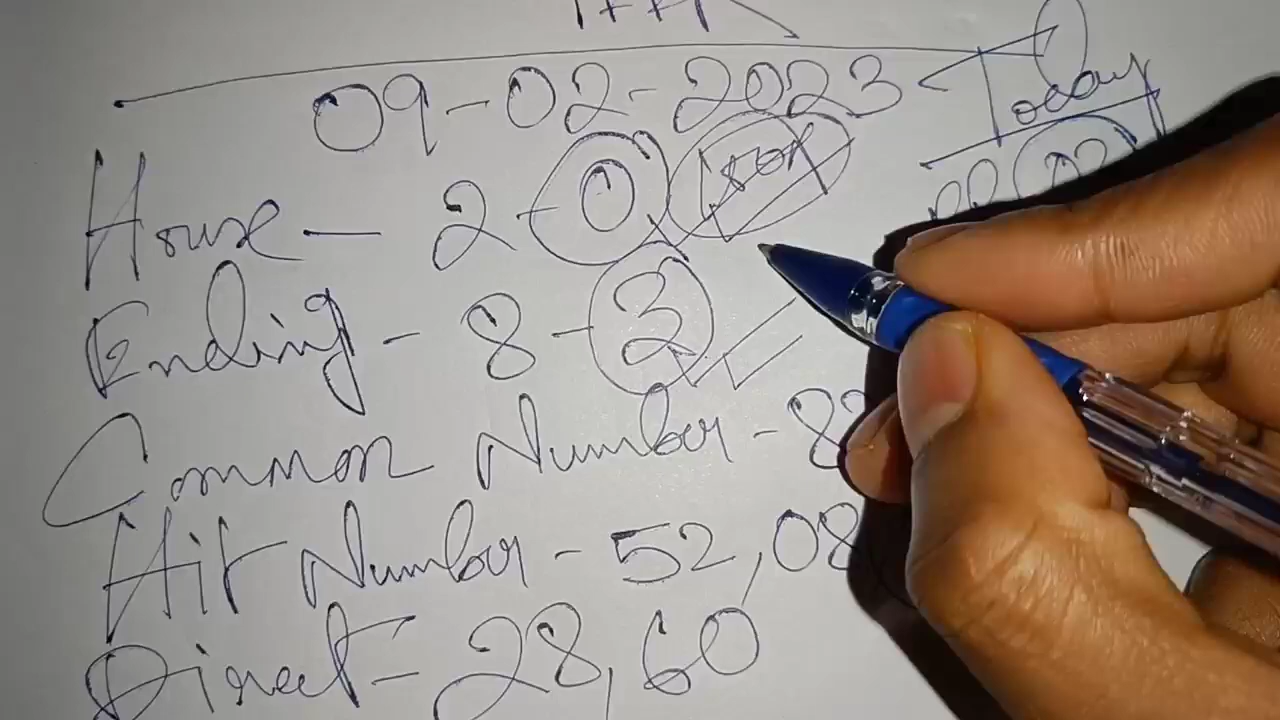 09-02-2023 Today
House - 2 - 0
Ending - 8 - 3
Common Number - 8
Hit Number - 52, 08
Direct - 28, 60